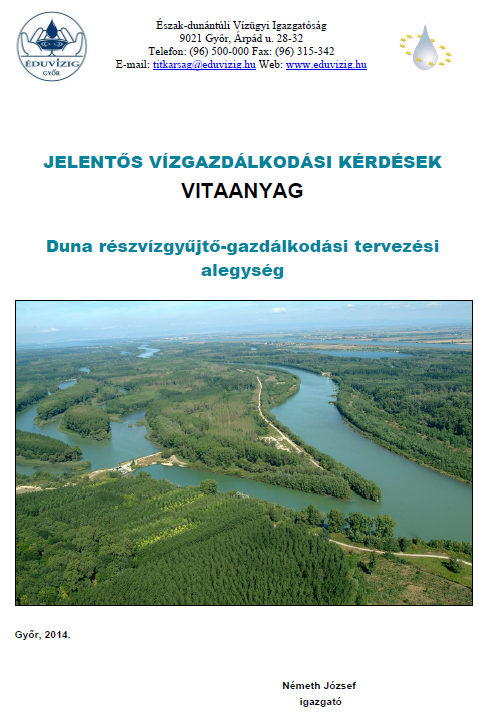 ÉDUVÍZIG
GYŐR
Észak-dunántúli Vízügyi Igazgatóság
9021 Győr, Árpád u. 28-32
Telefon: (96) 500-000 Fax: (96) 315-342
E-mail: titkarsag@eduvizig.hu Web: www.eduvizig.hu
JELENTŐS VÍZGAZDÁLKODÁSI KÉRDÉSEK
VITAANYAG
Duna részvízgyűjtő-gazdálkodási tervezési
alegység
Győr, 2014.
Németh József
igazgató